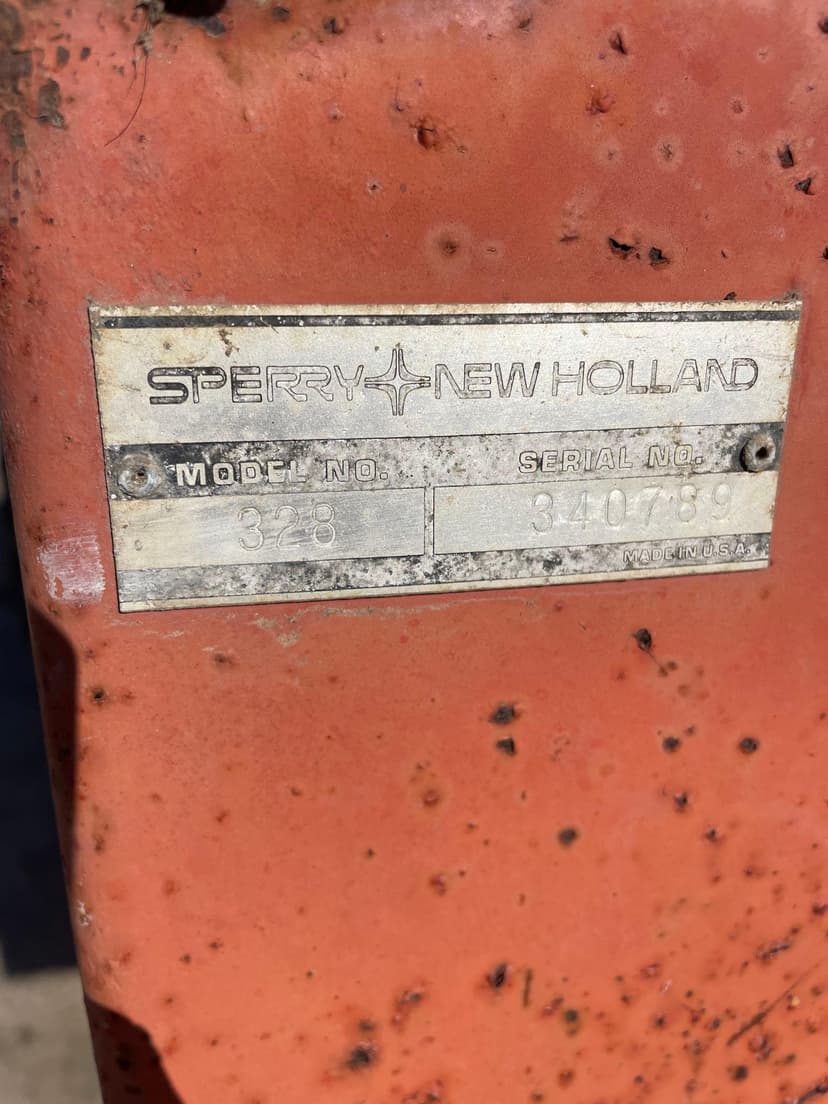 SPERRY NEW HOLLAND
MODEL NO. SERIAL NO.
328 340789
MADE IN U.S.A.